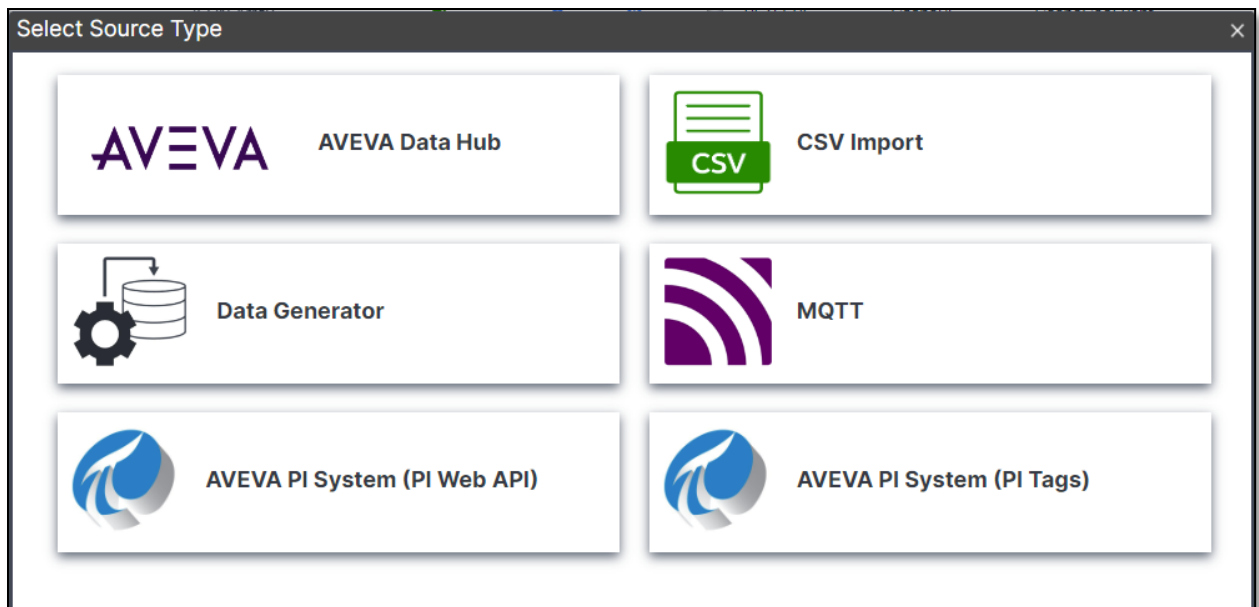 Select Source Type
AVEVA
AVEVA Data Hub
CSV
CSV Import
Data Generator
MQTT
AVEVA PI System (PI Web API)
AVEVA PI System (PI Tags)